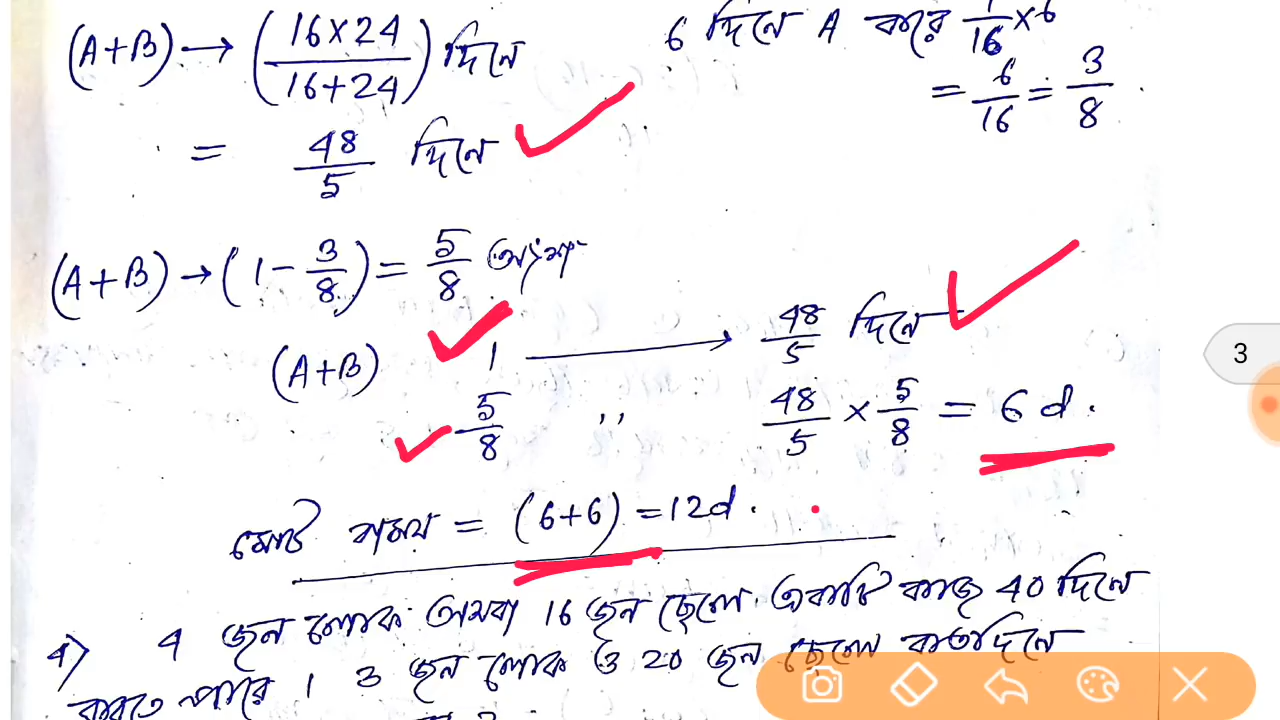 (A+B) → (16×24 / 16+24) দিনে
= 48/5 দিনে
6 দিনে A করে 1/16 × 6
= 6/16 = 3/8 .
(A+B) → (1 - 3/8) = 5/8 অংশ
(A+B) 1 → 48/5 দিনে
5/8 ,, 48/5 × 5/8 = 6 d .
মোট সময় = (6+6) = 12d .
4 জন লোক অথবা 16 জন ছেলে একটি কাজ 40 দিনে
করতে পারে । 3 জন লোক ও 20 জন ছেলে কতদিনে
3